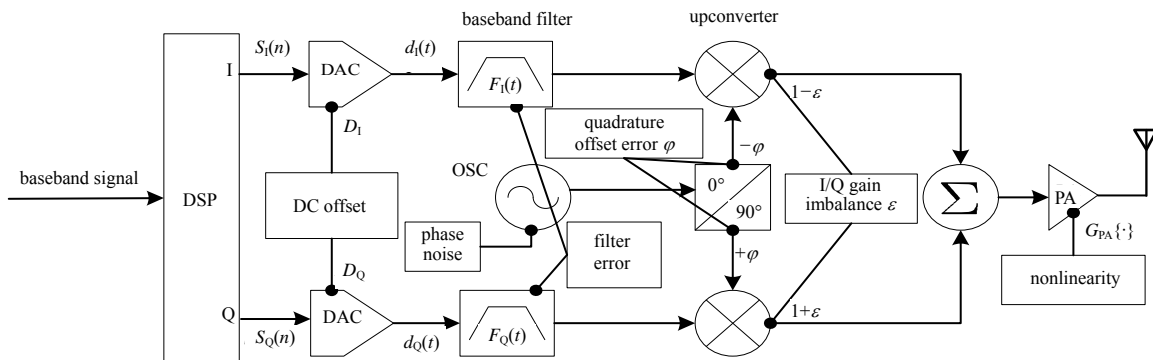 baseband filter
upconverter
S_I(n)
d_I(t)
I
DAC
F_I(t)
1−ε
D_I
quadrature
offset error φ
−φ
OSC
baseband signal
DSP
DC offset
0°
90°
I/Q gain
imbalance ε
Σ
PA
G_PA{·}
phase
noise
filter
error
+φ
nonlinearity
D_Q
Q
DAC
F_Q(t)
1+ε
S_Q(n)
d_Q(t)